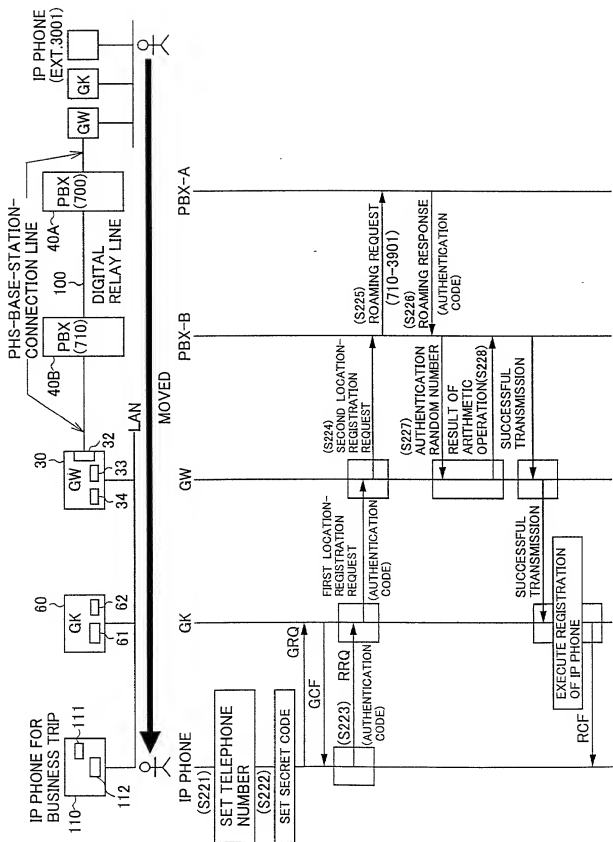 IP PHONE FOR
BUSINESS TRIP
111
110
112
60
GK
61
62
30
GW
32
33
34
LAN
PHS-BASE-STATION-
CONNECTION LINE
PBX
(710)
40B
100
DIGITAL
RELAY LINE
PBX
(700)
40A
GW
GK
IP PHONE
(EXT.3001)
MOVED
IP PHONE
GK
GW
PBX-B
PBX-A
(S221)
SET TELEPHONE
NUMBER
(S222)
SET SECRET CODE
GRQ
GCF
(S223)
RRQ
(AUTHENTICATION
CODE)
FIRST LOCATION-
REGISTRATION
REQUEST
(AUTHENTICATION
CODE)
(S224)
SECOND LOCATION-
REGISTRATION
REQUEST
(S225)
ROAMING REQUEST
(710-3901)
(S226)
ROAMING RESPONSE
(AUTHENTICATION
CODE)
(S227)
AUTHENTICATION
RANDOM NUMBER
RESULT OF
ARITHMETIC
OPERATION(S228)
SUCCESSFUL
TRANSMISSION
SUCCESSFUL
TRANSMISSION
EXECUTE REGISTRATION
OF IP PHONE
RCF